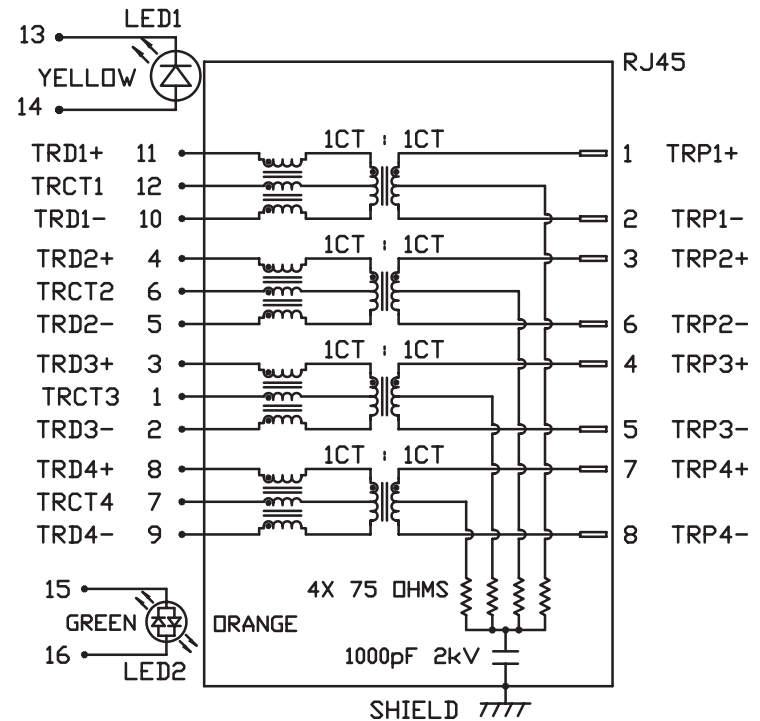 LED1
13
RJ45
YELLOW
14
1CT : 1CT
TRD1+ 11 1 TRP1+
TRCT1 12
TRD1- 10 2 TRP1-
1CT : 1CT
TRD2+ 4 3 TRP2+
TRCT2 6
TRD2- 5 6 TRP2-
1CT : 1CT
TRD3+ 3 4 TRP3+
TRCT3 1
TRD3- 2 5 TRP3-
1CT : 1CT
TRD4+ 8 7 TRP4+
TRCT4 7
TRD4- 9 8 TRP4-
15
4X 75 OHMS
GREEN ORANGE
16
1000pF 2kV
LED2
SHIELD